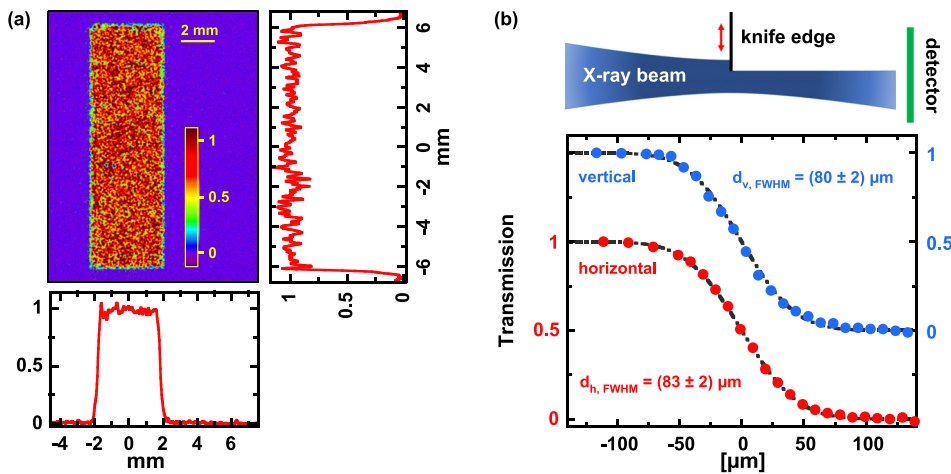 (a)
2 mm
1
0.5
0
6
4
2
0
-2
-4
-6
mm
1
0.5
0
1
0.5
0
-4
-2
0
2
4
6
mm
(b)
knife edge
X-ray beam
detector
vertical
d_v, FWHM = (80 ± 2) µm
horizontal
d_h, FWHM = (83 ± 2) µm
Transmission
1
0.5
0
1
0.5
0
-100
-50
0
50
100
[µm]